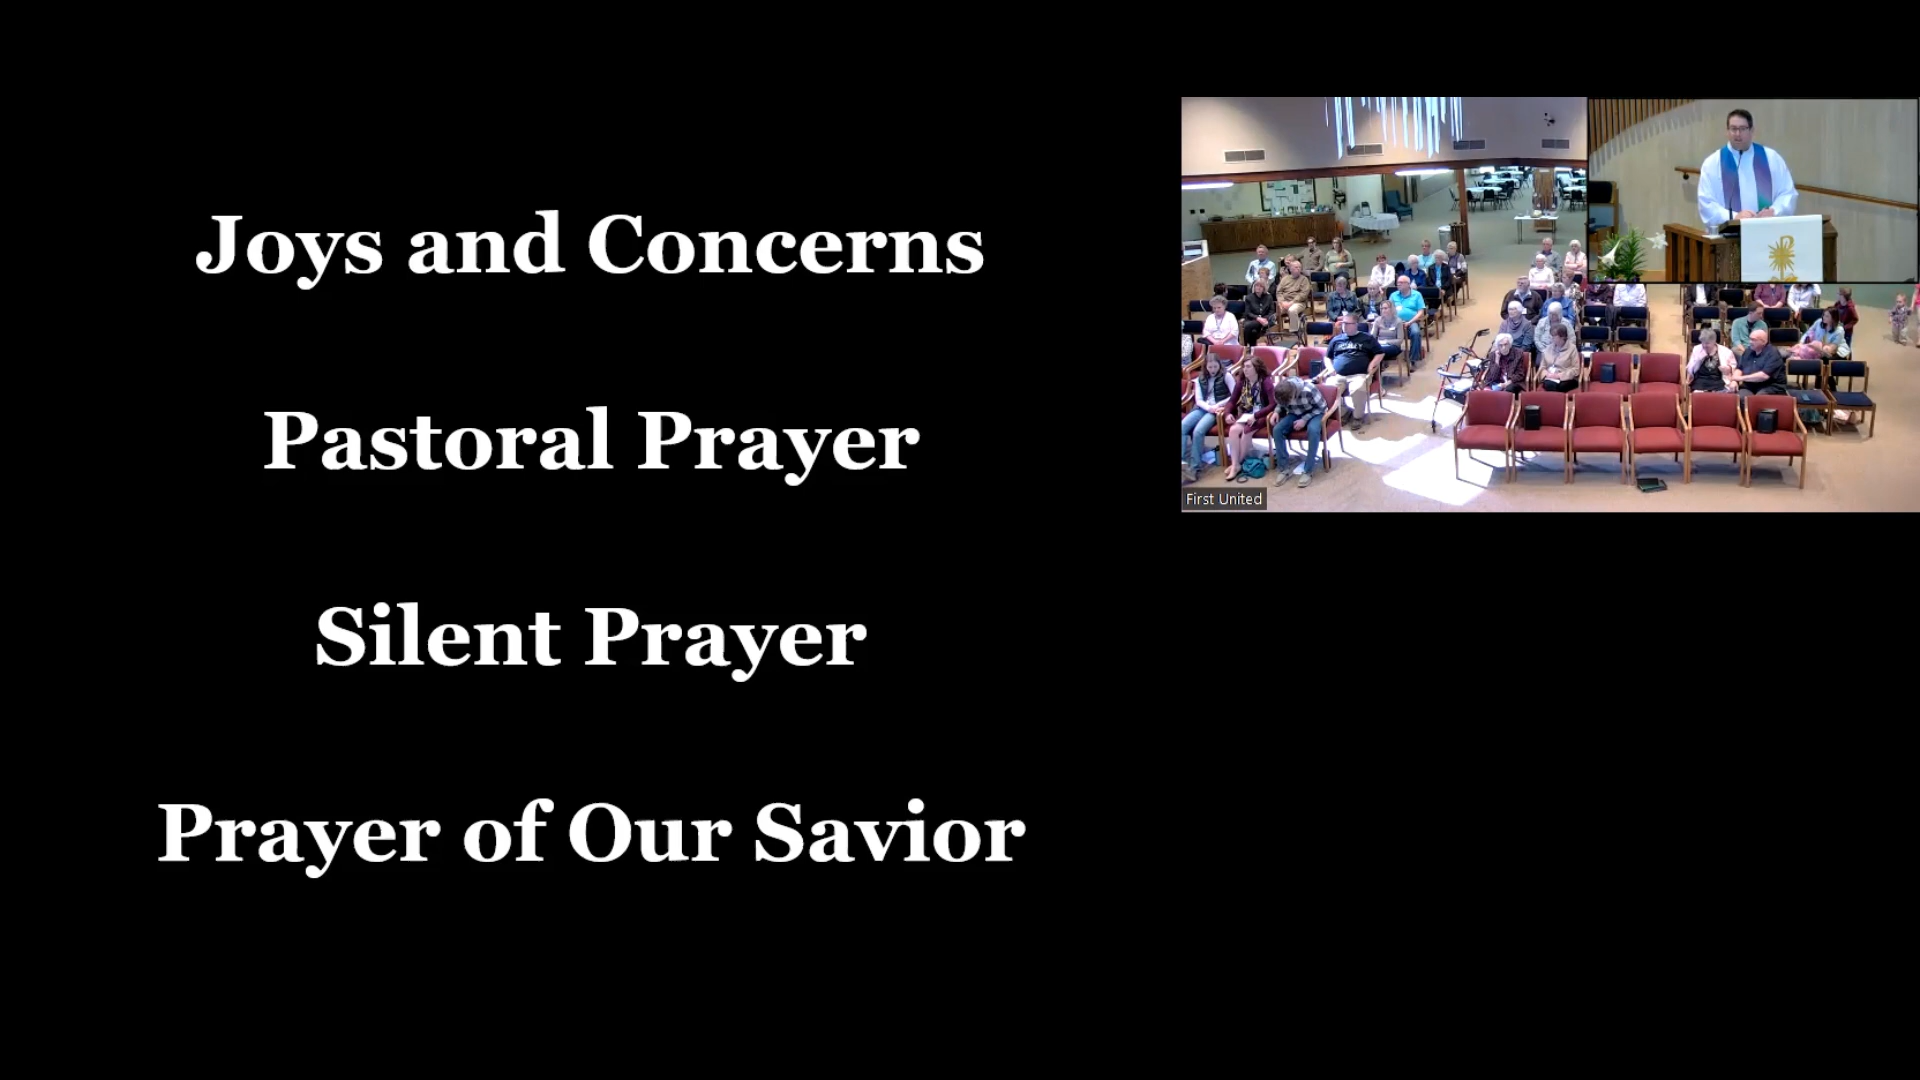 Joys and Concerns
Pastoral Prayer
Silent Prayer
Prayer of Our Savior
First United